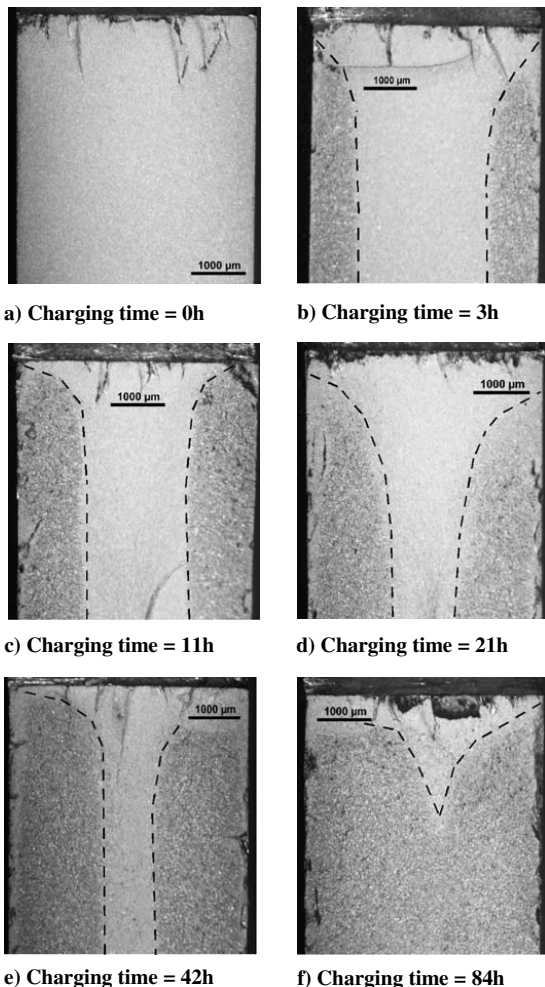 1000 µm
1000 µm
a) Charging time = 0h
b) Charging time = 3h
1000 µm
1000 µm
c) Charging time = 11h
d) Charging time = 21h
1000 µm
1000 µm
e) Charging time = 42h
f) Charging time = 84h